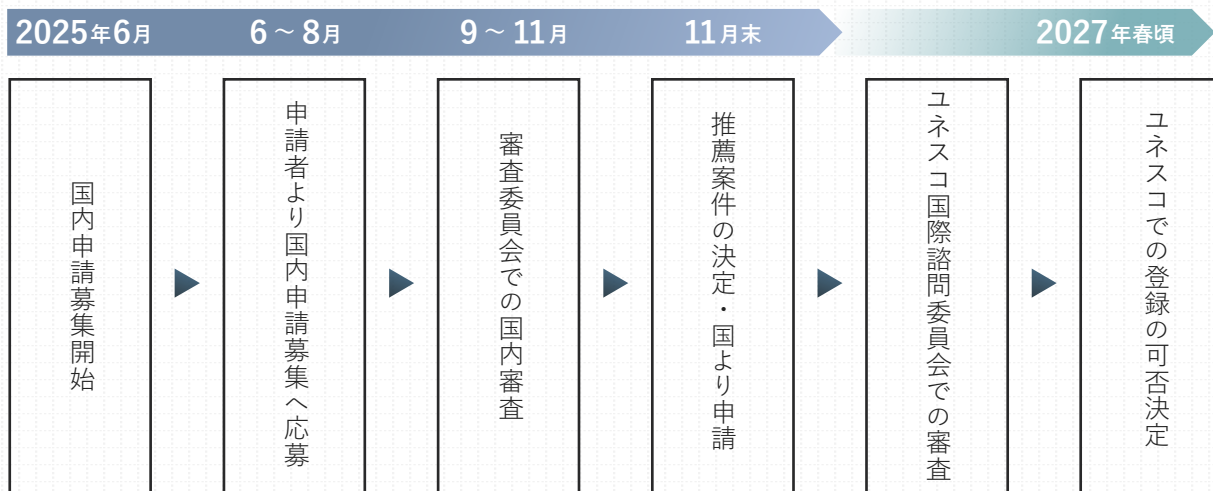 2025年6月
6～8月
9～11月
11月末
2027年春頃
国内申請募集開始
申請者より国内申請募集へ応募
審査委員会での国内審査
推薦案件の決定・国より申請
ユネスコ国際諮問委員会での審査
ユネスコでの登録の可否決定